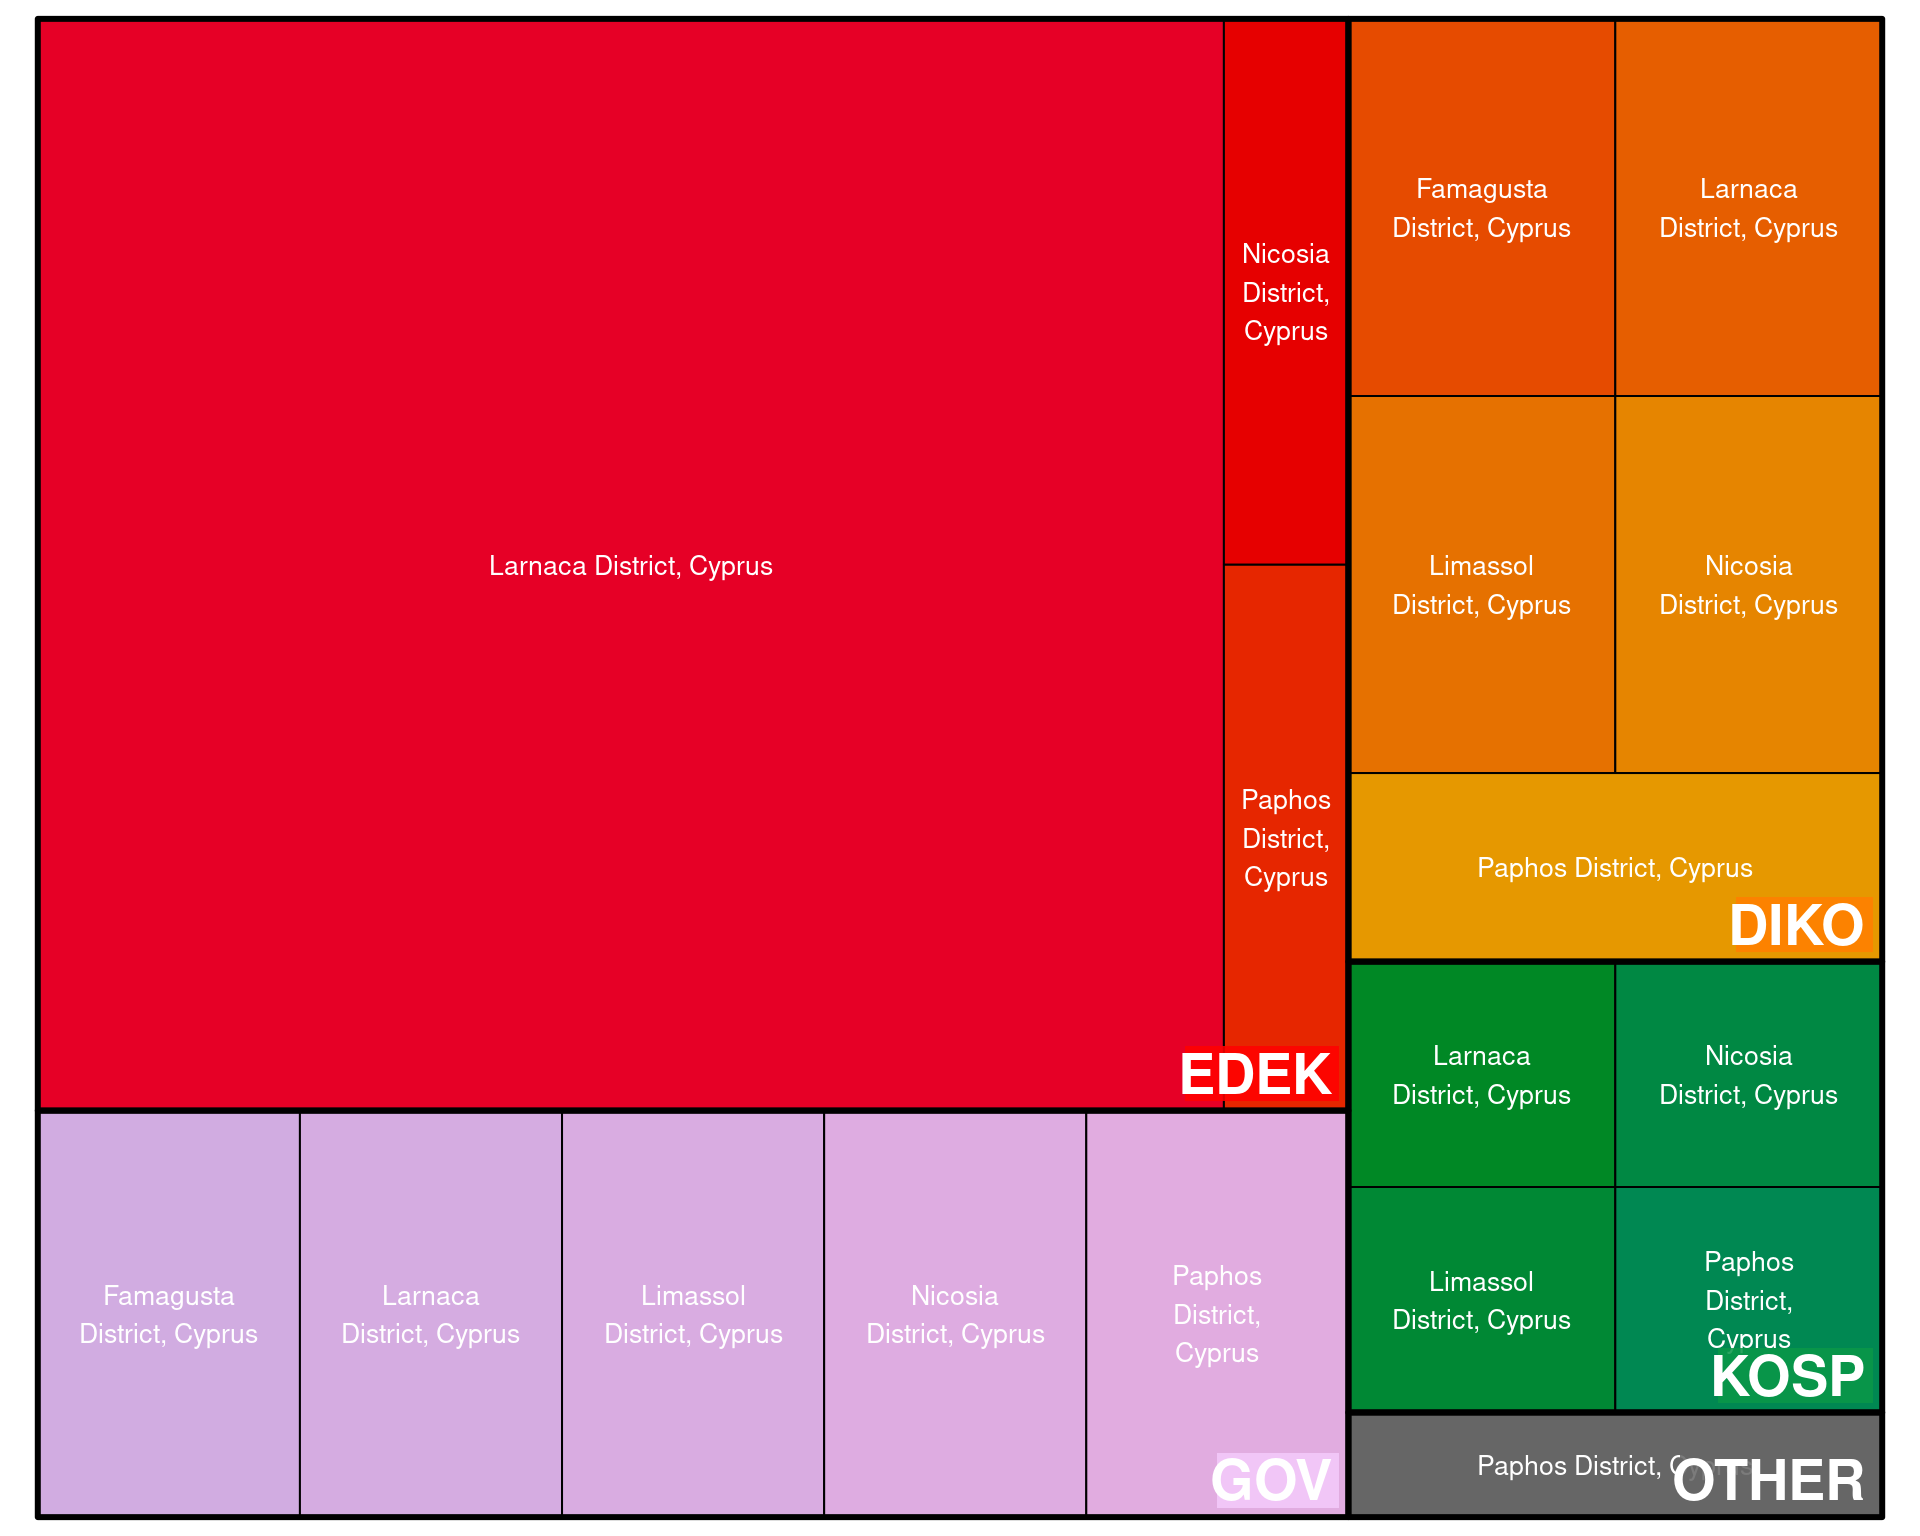 Larnaca District, Cyprus
Nicosia
District,
Cyprus
Paphos
District,
Cyprus
EDEK
Famagusta
District, Cyprus
Larnaca
District, Cyprus
Limassol
District, Cyprus
Nicosia
District, Cyprus
Paphos District, Cyprus
DIKO
Famagusta
District, Cyprus
Larnaca
District, Cyprus
Limassol
District, Cyprus
Nicosia
District, Cyprus
Paphos
District,
Cyprus
GOV
Larnaca
District, Cyprus
Nicosia
District, Cyprus
Limassol
District, Cyprus
Paphos
District,
Cyprus
KOSP
Paphos District, Cyprus
OTHER